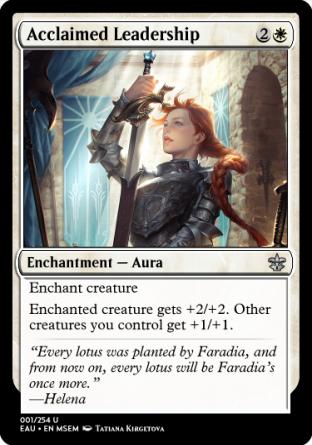 Acclaimed Leadership 2
Enchantment — Aura
Enchant creature
Enchanted creature gets +2/+2. Other
creatures you control get +1/+1.
“Every lotus was planted by Faradia, and
from now on, every lotus will be Faradia’s
once more.”
—Helena
001/254 U
EAU • EN MSEM Tatiana Kirgetova